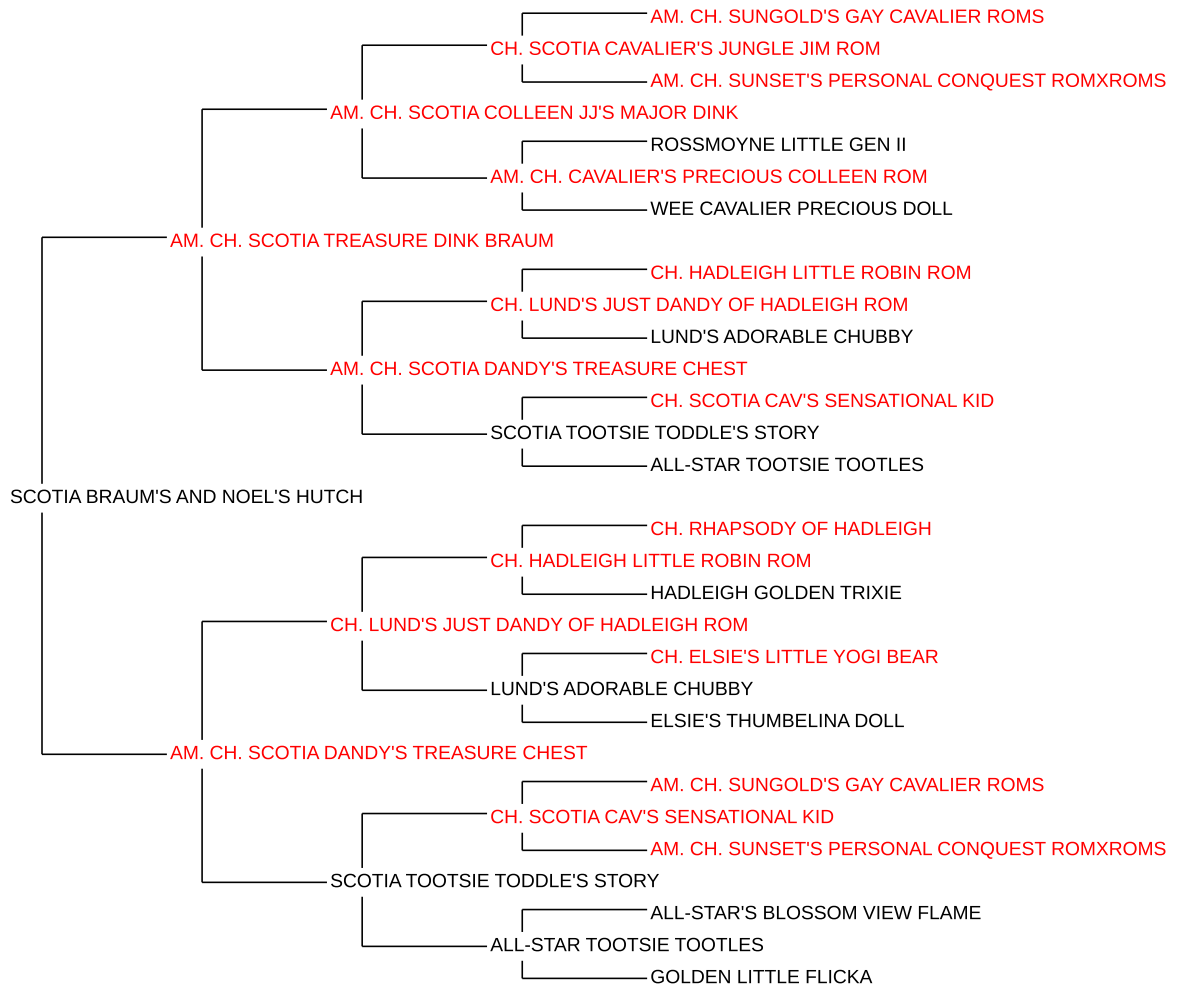 AM. CH. SUNGOLD'S GAY CAVALIER ROMS
CH. SCOTIA CAVALIER'S JUNGLE JIM ROM
AM. CH. SUNSET'S PERSONAL CONQUEST ROMXROMS
AM. CH. SCOTIA COLLEEN JJ'S MAJOR DINK
ROSSMOYNE LITTLE GEN II
AM. CH. CAVALIER'S PRECIOUS COLLEEN ROM
WEE CAVALIER PRECIOUS DOLL
AM. CH. SCOTIA TREASURE DINK BRAUM
CH. HADLEIGH LITTLE ROBIN ROM
CH. LUND'S JUST DANDY OF HADLEIGH ROM
LUND'S ADORABLE CHUBBY
AM. CH. SCOTIA DANDY'S TREASURE CHEST
CH. SCOTIA CAV'S SENSATIONAL KID
SCOTIA TOOTSIE TODDLE'S STORY
ALL-STAR TOOTSIE TOOTLES
SCOTIA BRAUM'S AND NOEL'S HUTCH
CH. RHAPSODY OF HADLEIGH
CH. HADLEIGH LITTLE ROBIN ROM
HADLEIGH GOLDEN TRIXIE
CH. LUND'S JUST DANDY OF HADLEIGH ROM
CH. ELSIE'S LITTLE YOGI BEAR
LUND'S ADORABLE CHUBBY
ELSIE'S THUMBELINA DOLL
AM. CH. SCOTIA DANDY'S TREASURE CHEST
AM. CH. SUNGOLD'S GAY CAVALIER ROMS
CH. SCOTIA CAV'S SENSATIONAL KID
AM. CH. SUNSET'S PERSONAL CONQUEST ROMXROMS
SCOTIA TOOTSIE TODDLE'S STORY
ALL-STAR'S BLOSSOM VIEW FLAME
ALL-STAR TOOTSIE TOOTLES
GOLDEN LITTLE FLICKA